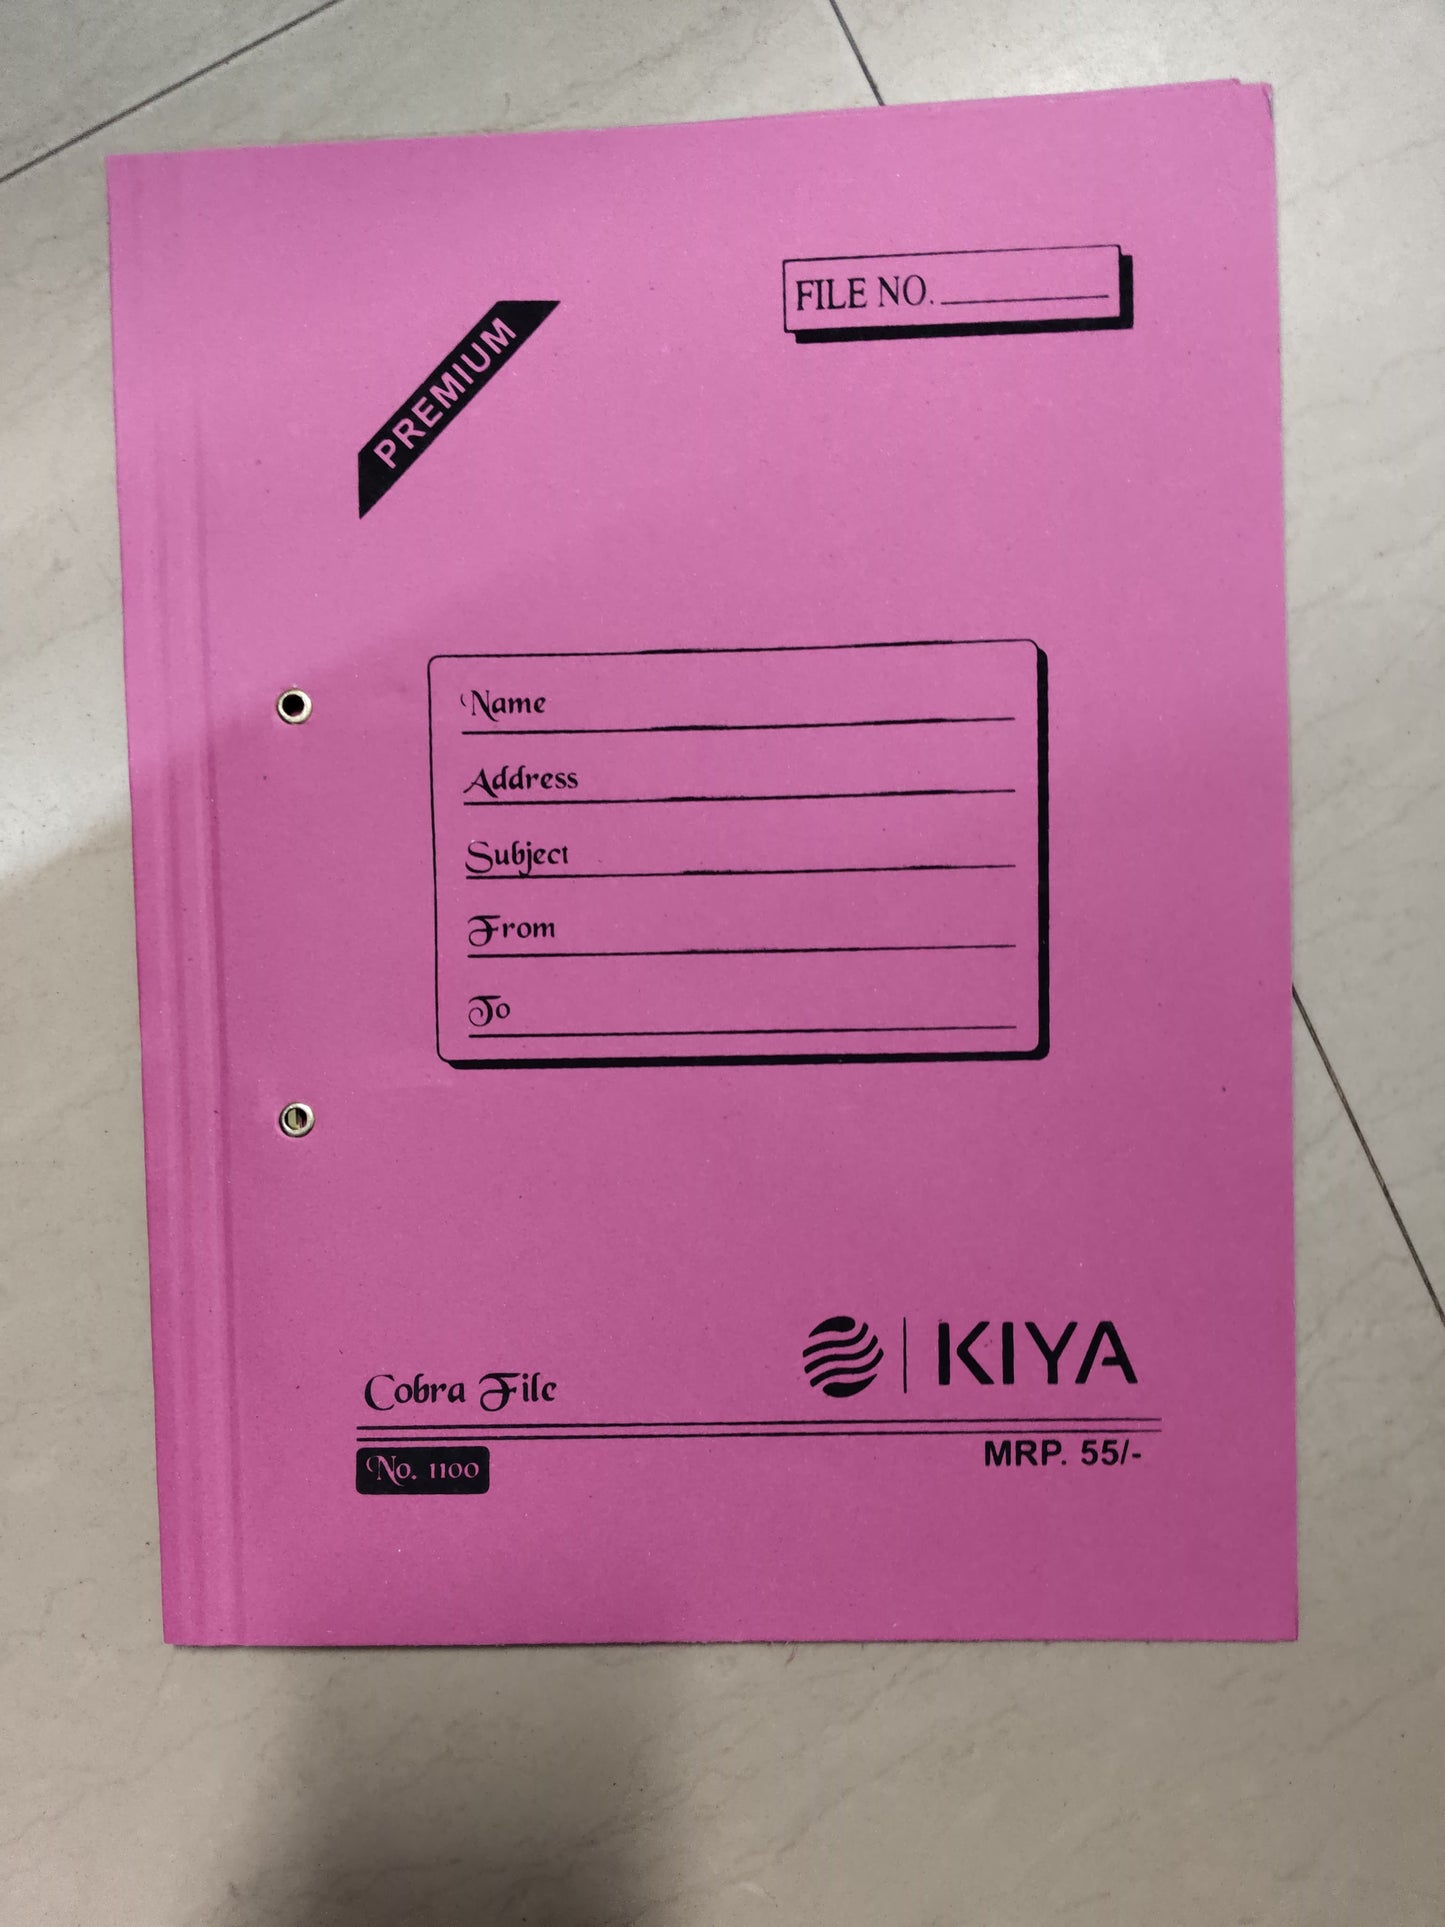 FILE NO.
PREMIUM
Name
Address
Subject
From
To
KIYA
Cobra File
No. 1100
MRP. 55/-